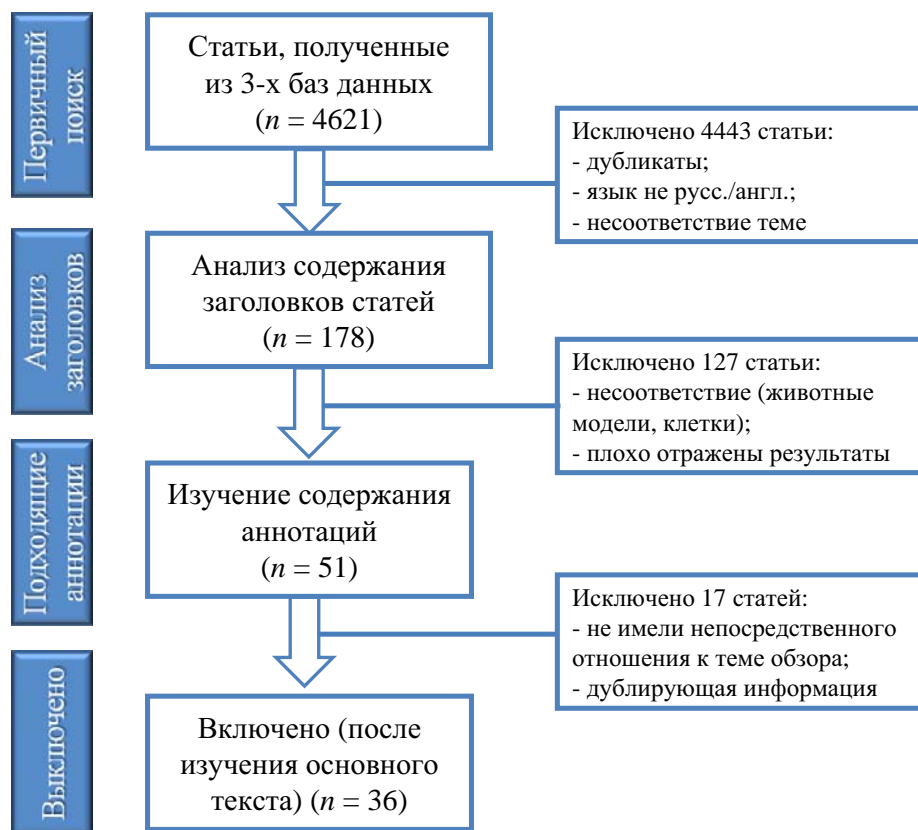 Первичный
поиск
Статьи, полученные
из 3-х баз данных
(n = 4621)
Исключено 4443 статьи:
- дубликаты;
- язык не русс./англ.;
- несоответствие теме
Анализ
заголовков
Анализ содержания
заголовков статей
(n = 178)
Исключено 127 статьи:
- несоответствие (животные
модели, клетки);
- плохо отражены результаты
Подходящие
аннотации
Изучение содержания
аннотаций
(n = 51)
Исключено 17 статей:
- не имели непосредственного
отношения к теме обзора;
- дублирующая информация
Выключено
Включено (после
изучения основного
текста) (n = 36)